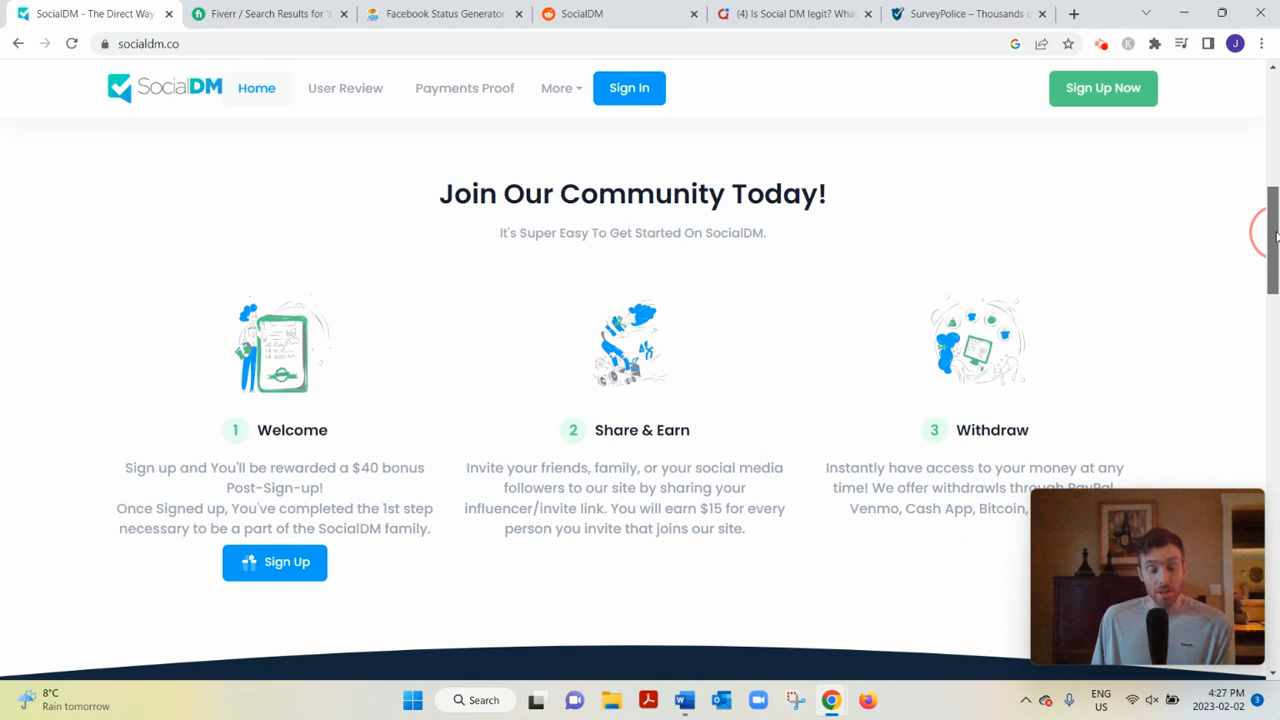 SocialDM - The Direct Way
Fiverr / Search Results for 's
Facebook Status Generator
SocialDM
(4) Is Social DM legit? What
SurveyPolice – Thousands o
socialdm.co
J
SocialDM
Home
User Review
Payments Proof
More
Sign In
Sign Up Now
Join Our Community Today!
It's Super Easy To Get Started On SocialDM.
1 Welcome
Sign up and You'll be rewarded a $40 bonus
Post-Sign-up!
Once Signed up, You've completed the 1st step
necessary to be a part of the SocialDM family.
Sign Up
2 Share & Earn
Invite your friends, family, or your social media
followers to our site by sharing your
influencer/invite link. You will earn $15 for every
person you invite that joins our site.
3 Withdraw
Instantly have access to your money at any
time! We offer withdrawls through PayPal,
Venmo, Cash App, Bitcoin,
8°C
Rain tomorrow
Search
ENG
US
4:27 PM
2023-02-02
3